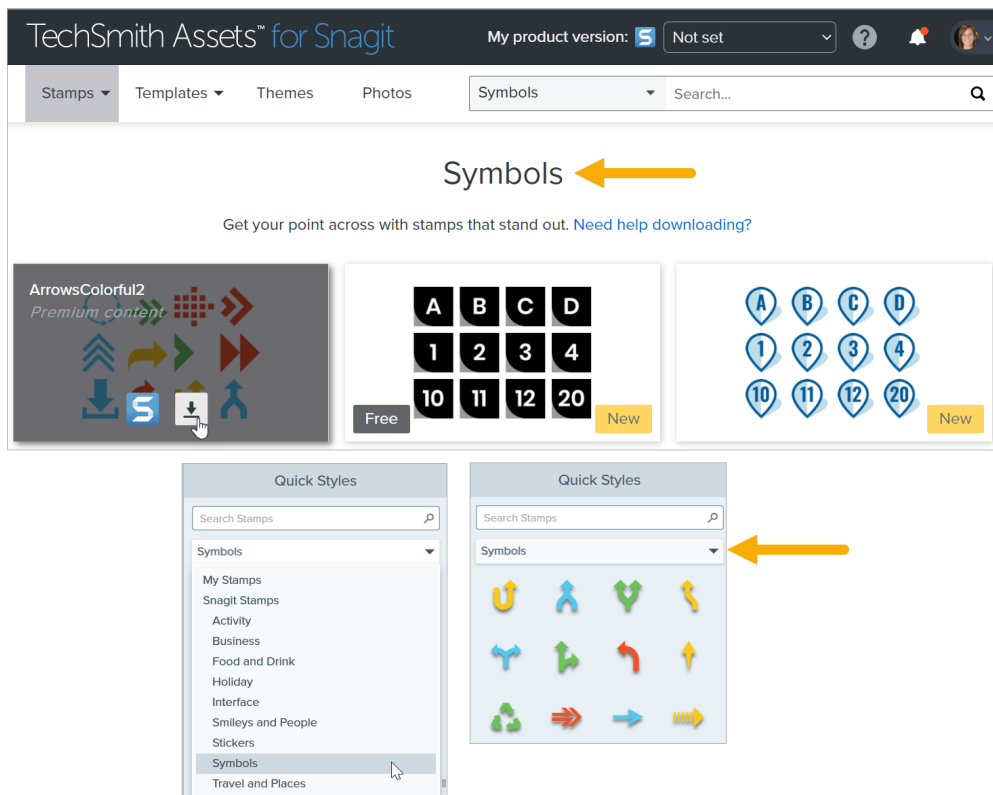 TechSmith Assets™ for Snagit
My product version: S Not set ?
Stamps Templates Themes Photos Symbols Search...
Symbols
Get your point across with stamps that stand out. Need help downloading?
ArrowsColorful2
Premium content
S
A B C D
1 2 3 4
10 11 12 20
Free New
A B C D
1 2 3 4
10 11 12 20
New
Quick Styles
Search Stamps
Symbols
My Stamps
Snagit Stamps
Activity
Business
Food and Drink
Holiday
Interface
Smileys and People
Stickers
Symbols
Travel and Places
Quick Styles
Search Stamps
Symbols